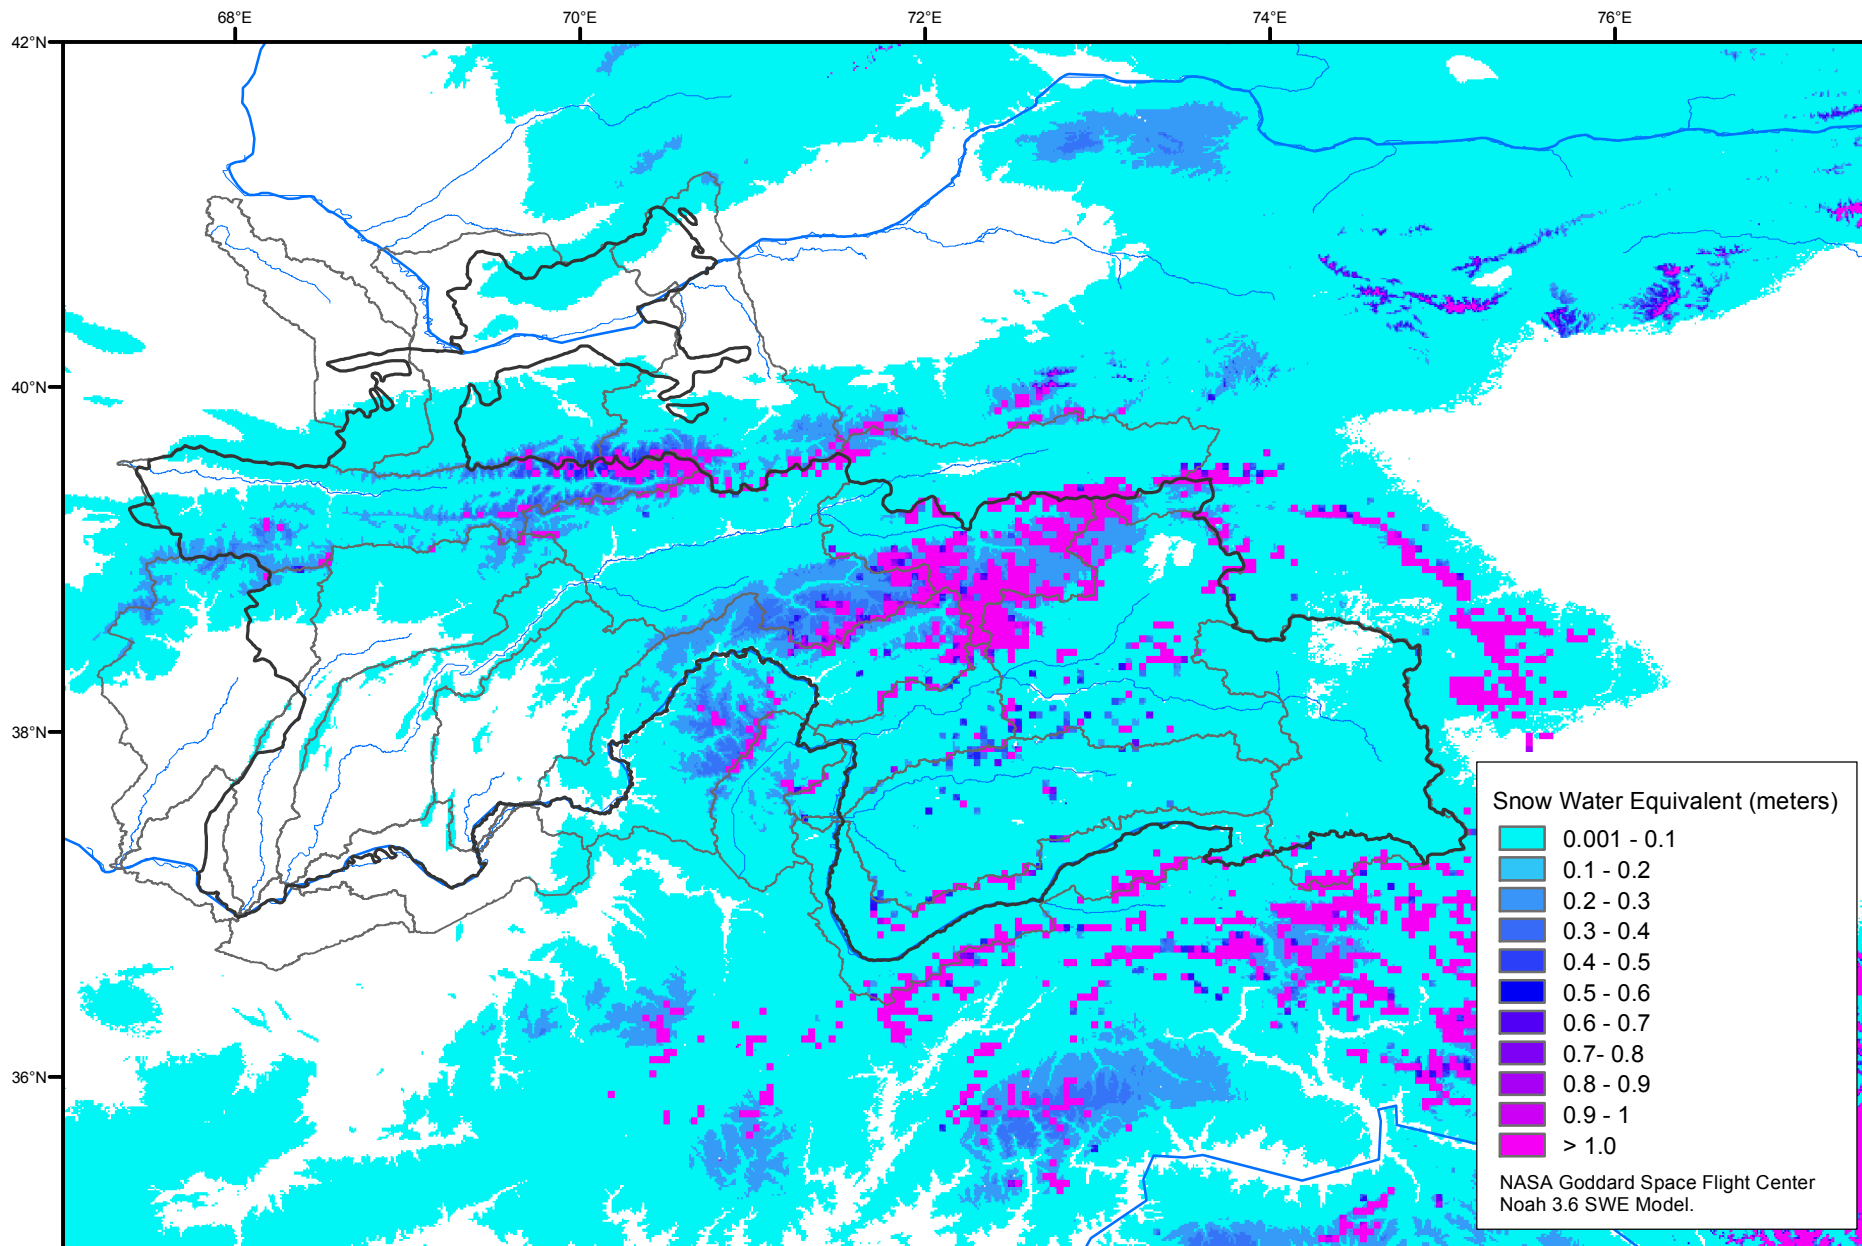 68°E
70°E
72°E
74°E
76°E
42°N
40°N
38°N
36°N
Snow Water Equivalent (meters)
0.001 - 0.1
0.1 - 0.2
0.2 - 0.3
0.3 - 0.4
0.4 - 0.5
0.5 - 0.6
0.6 - 0.7
0.7- 0.8
0.8 - 0.9
0.9 - 1
> 1.0
NASA Goddard Space Flight Center
Noah 3.6 SWE Model.